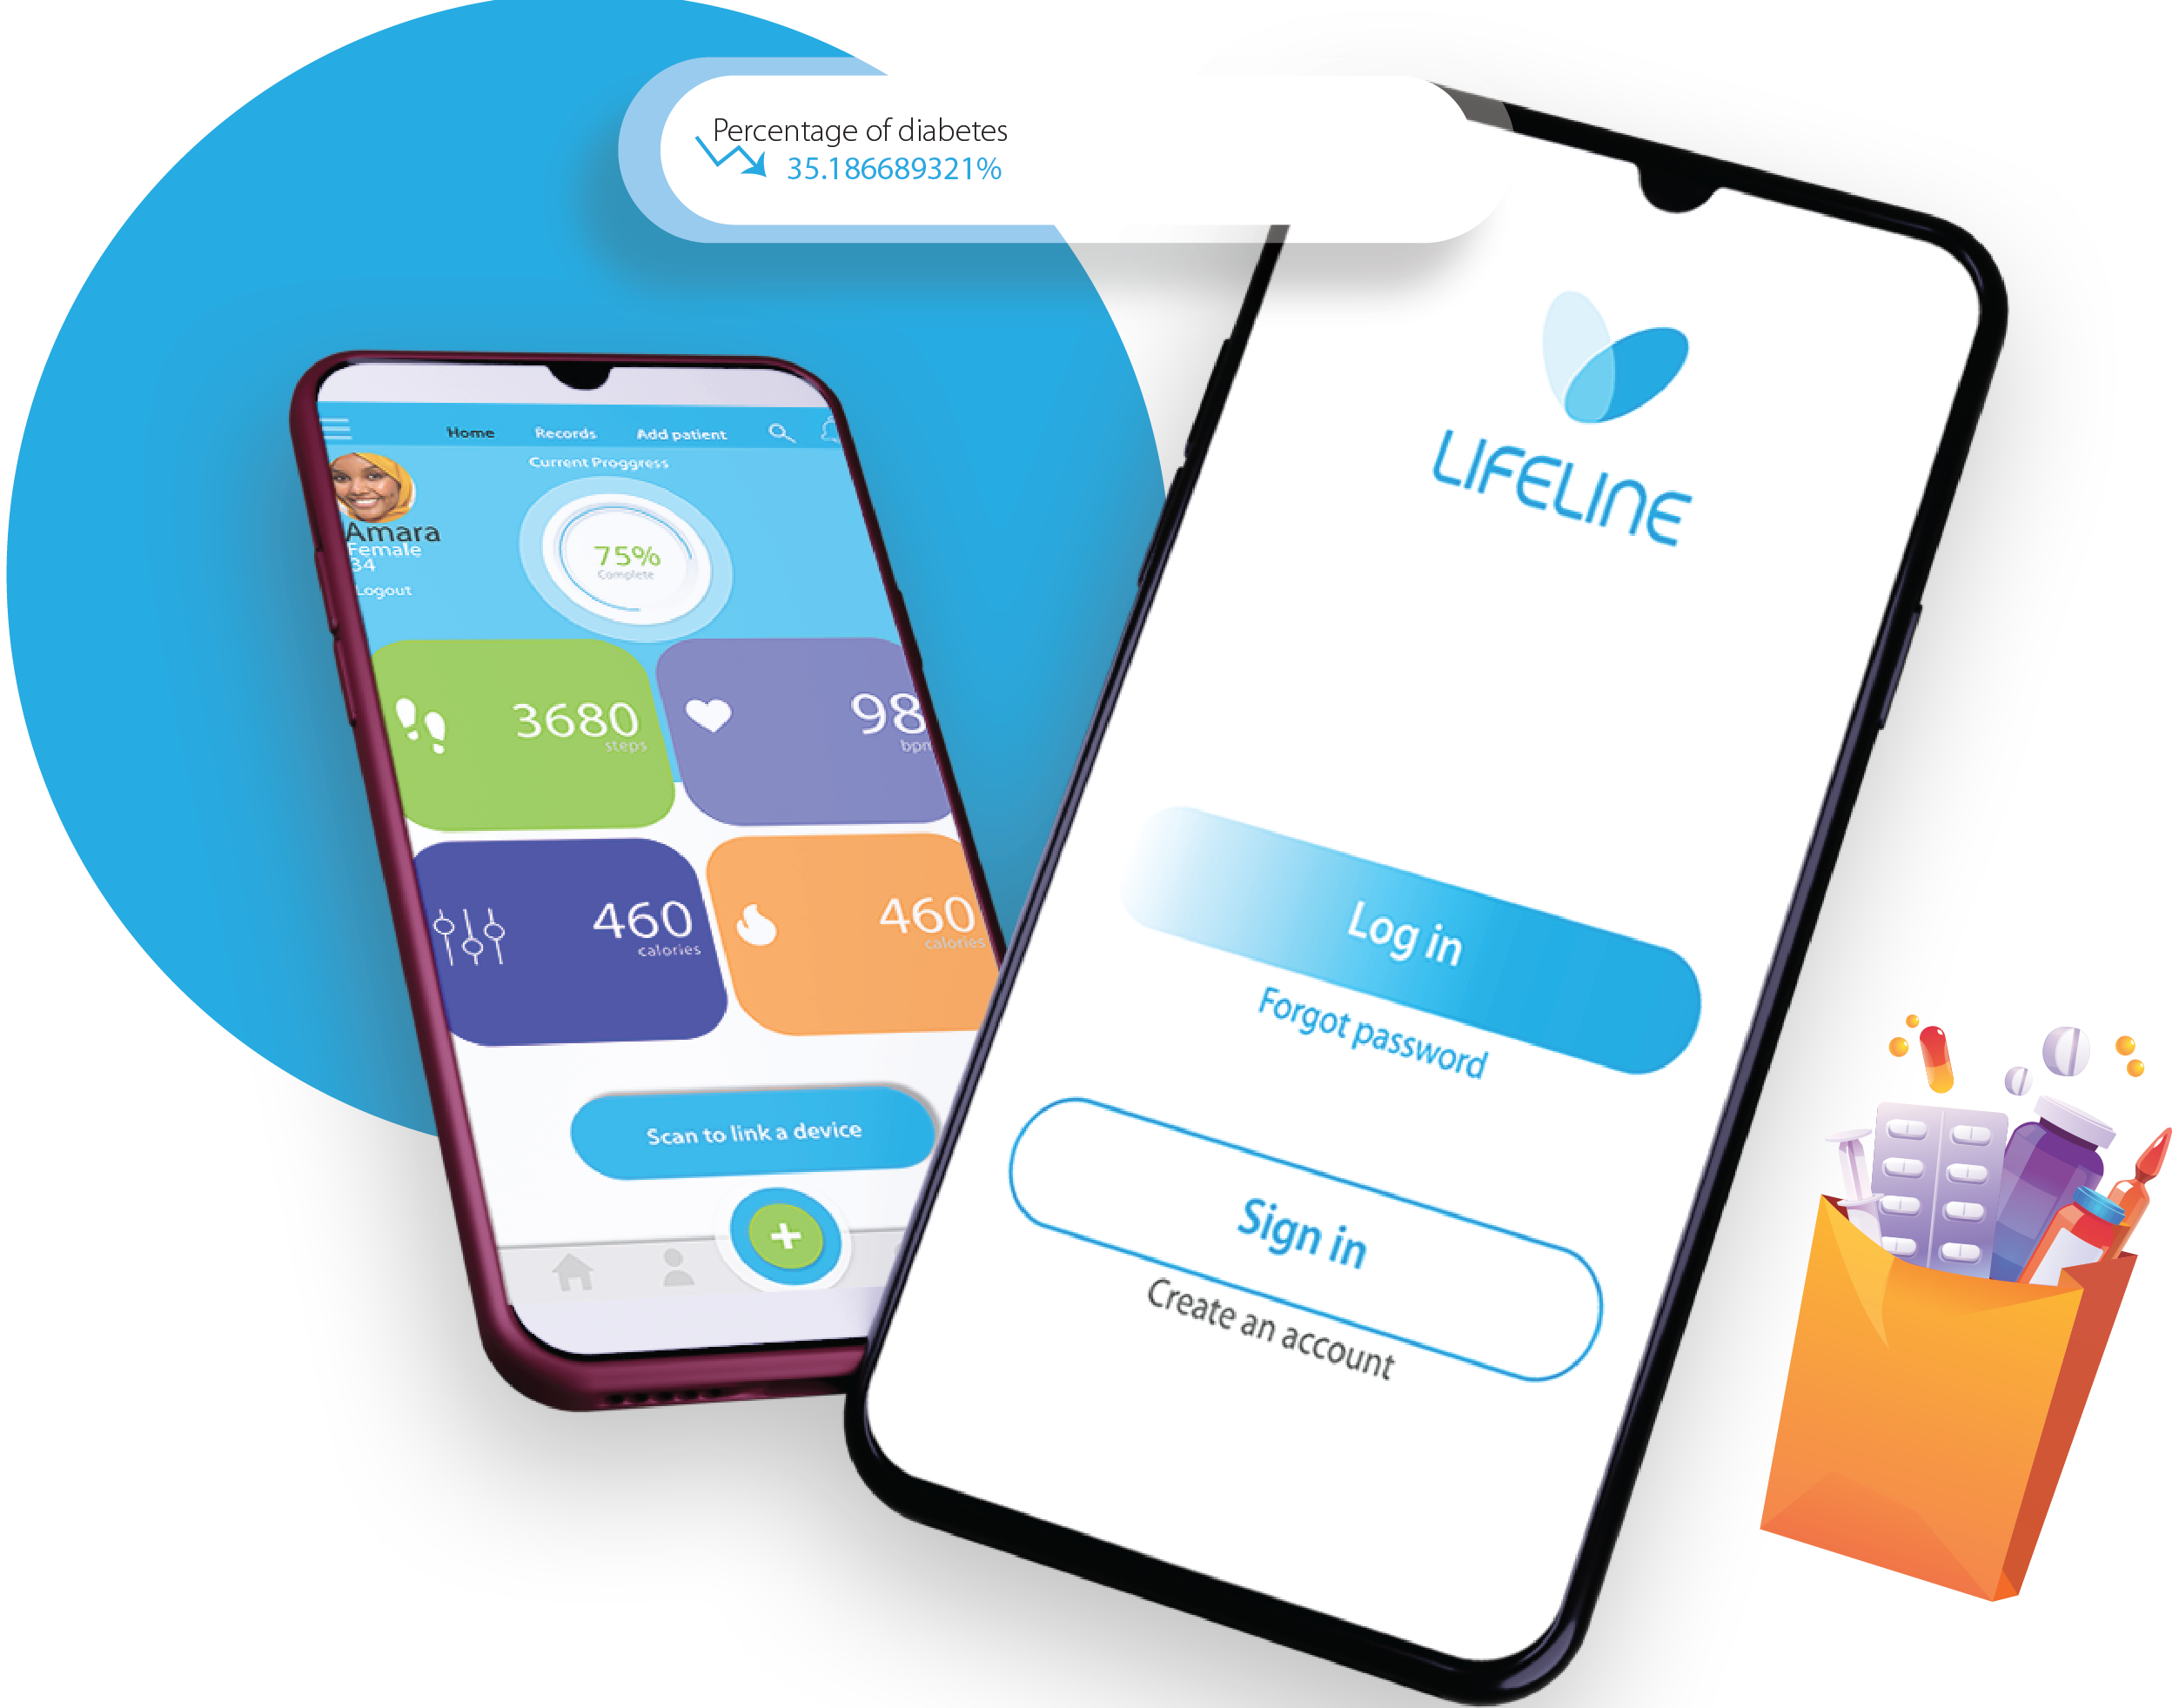 Percentage of diabetes
35.186689321%
Home Records Add patient
Current Proggress
Amara
Female
34
Logout
75%
Complete
3680
steps
98
bpm
460
calories
460
calories
Scan to link a device
LIFELINE
Log in
Forgot password
Sign in
Create an account